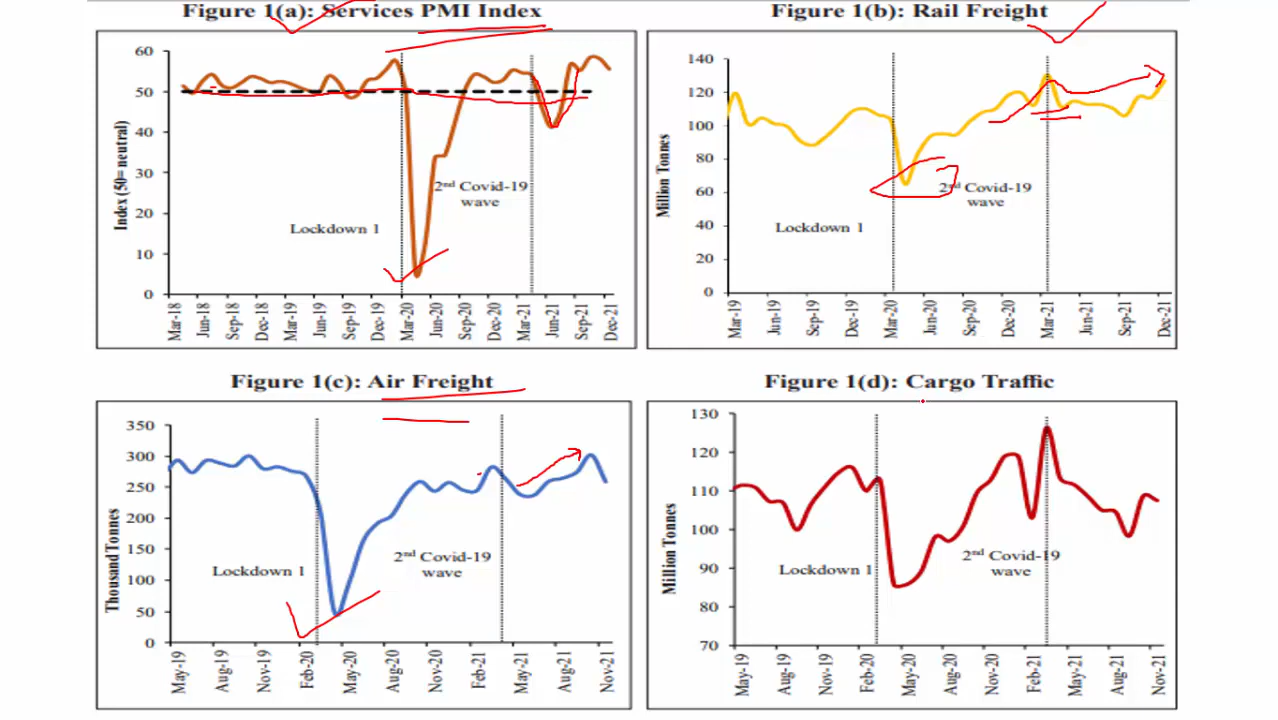 Figure 1(a): Services PMI Index
60
50
40
30
20
10
0
Index (50= neutral)
Lockdown 1
2nd Covid-19
wave
Mar-18
Jun-18
Sep-18
Dec-18
Mar-19
Jun-19
Sep-19
Dec-19
Mar-20
Jun-20
Sep-20
Dec-20
Mar-21
Jun-21
Sep-21
Dec-21
Figure 1(b): Rail Freight
140
120
100
80
60
40
20
0
Million Tonnes
Lockdown 1
2nd Covid-19
wave
Mar-19
Jun-19
Sep-19
Dec-19
Mar-20
Jun-20
Sep-20
Dec-20
Mar-21
Jun-21
Sep-21
Dec-21
Figure 1(c): Air Freight
350
300
250
200
150
100
50
0
Thousand Tonnes
Lockdown 1
2nd Covid-19
wave
May-19
Aug-19
Nov-19
Feb-20
May-20
Aug-20
Nov-20
Feb-21
May-21
Aug-21
Nov-21
Figure 1(d): Cargo Traffic
130
120
110
100
90
80
70
Million Tonnes
Lockdown 1
2nd Covid-19
wave
May-19
Aug-19
Nov-19
Feb-20
May-20
Aug-20
Nov-20
Feb-21
May-21
Aug-21
Nov-21